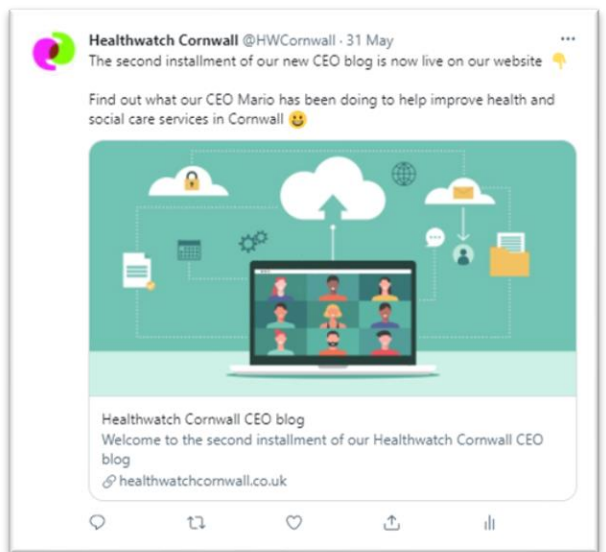 Healthwatch Cornwall @HWCornwall · 31 May
The second installment of our new CEO blog is now live on our website 👇
Find out what our CEO Mario has been doing to help improve health and
social care services in Cornwall 😀
Healthwatch Cornwall CEO blog
Welcome to the second installment of our Healthwatch Cornwall CEO
blog
healthwatchcornwall.co.uk